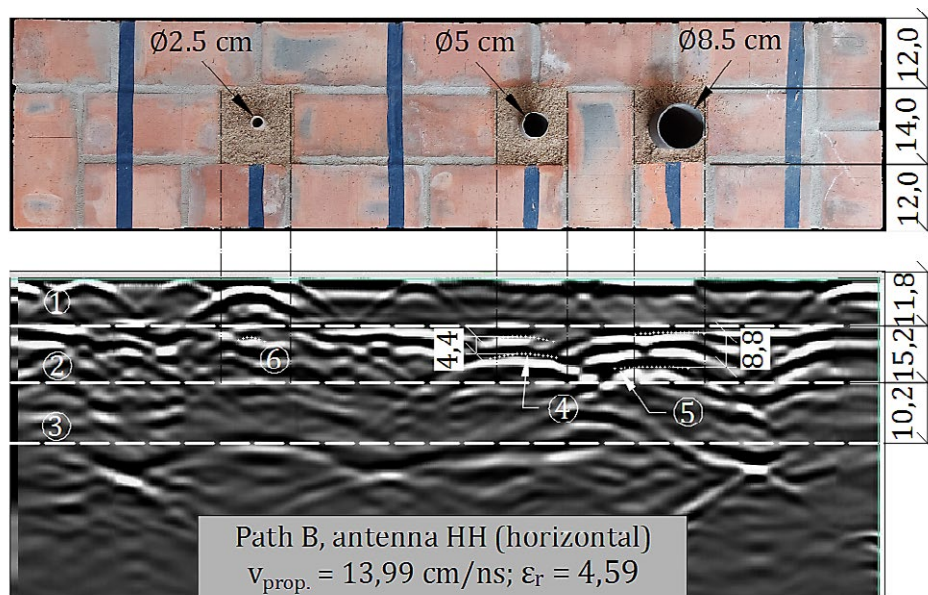 Ø2.5 cm
Ø5 cm
Ø8.5 cm
12,0
14,0
12,0
11,8
15,2
10,2
1
2
3
4,4
8,8
6
4
5
Path B, antenna HH (horizontal)
vprop. = 13,99 cm/ns; εr = 4,59